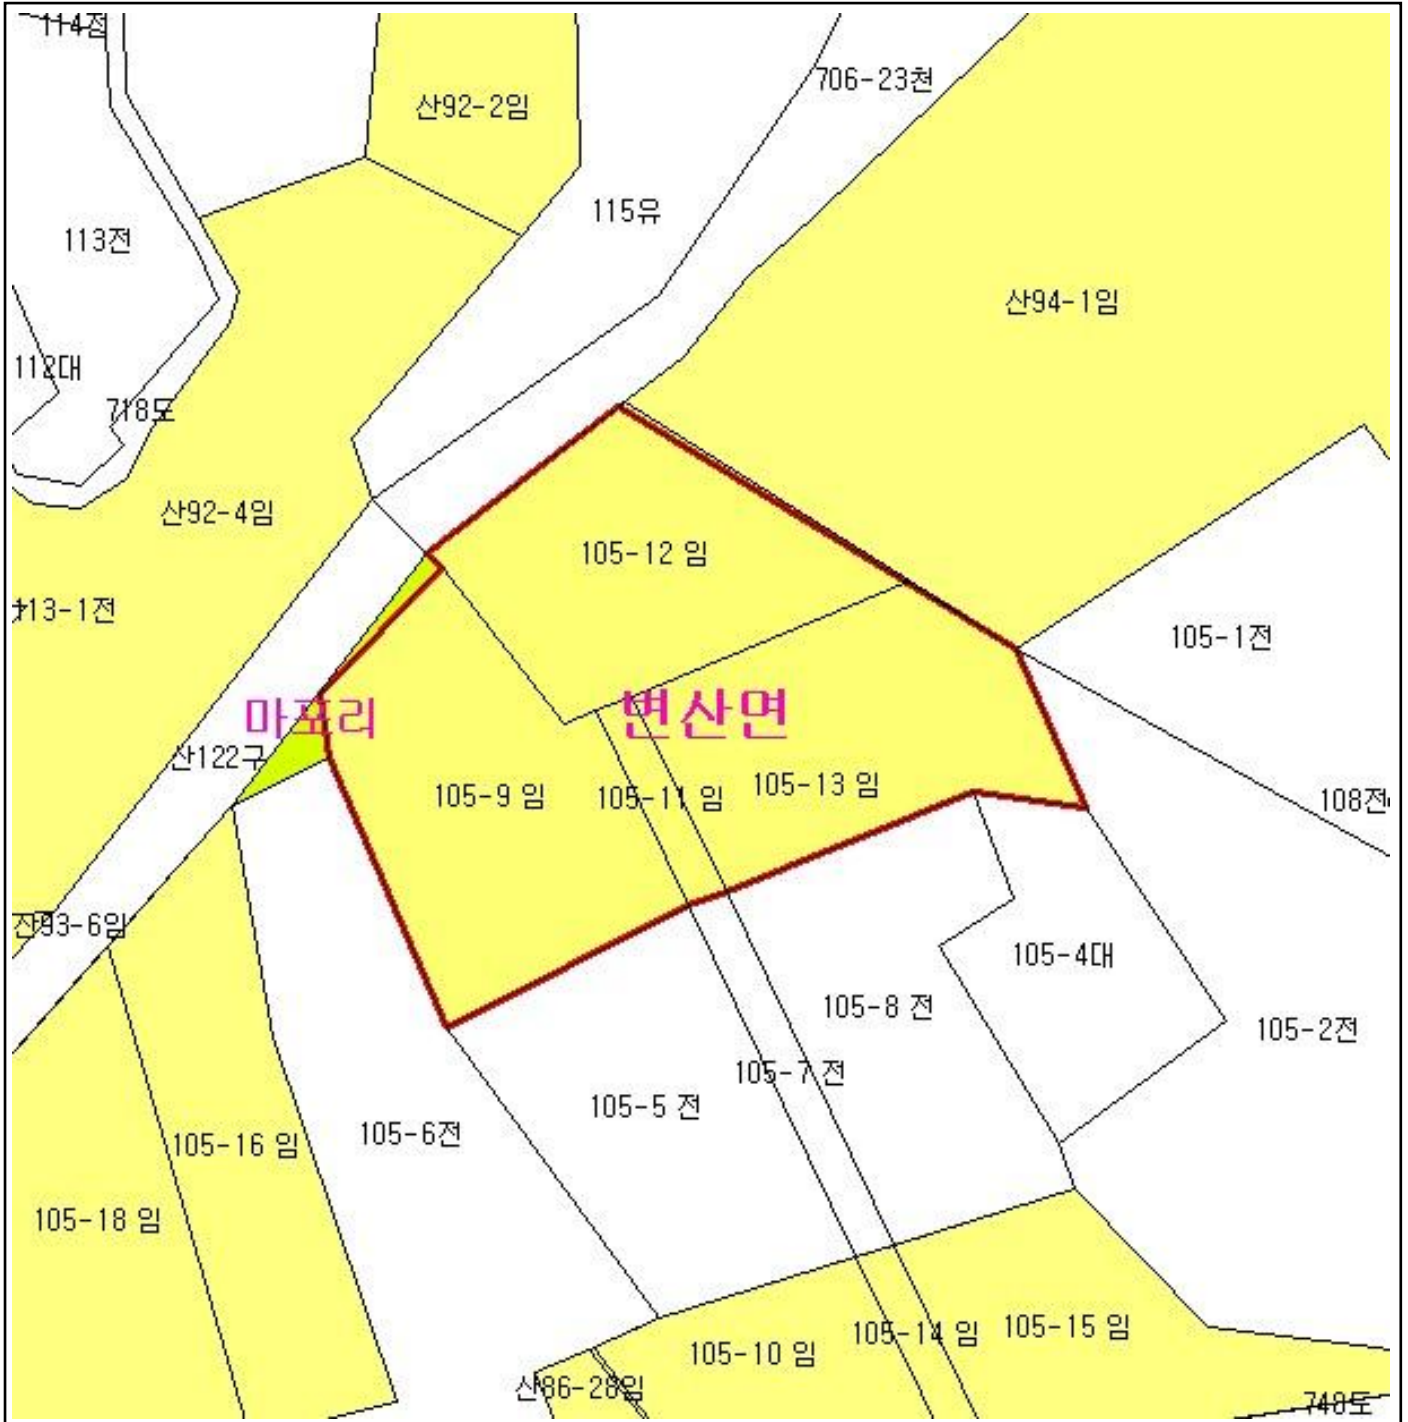 114전
706-23천
산92-2임
115유
113전
산94-1임
112대
718도
산92-4임
105-12 임
113-1전
105-1전
마포리
변산면
산122구
105-9 임
105-11 임
105-13 임
108전
산93-6임
105-4대
105-8 전
105-2전
105-7 전
105-5 전
105-6전
105-16 임
105-18 임
105-10 임
105-14 임
105-15 임
산86-28임
748도